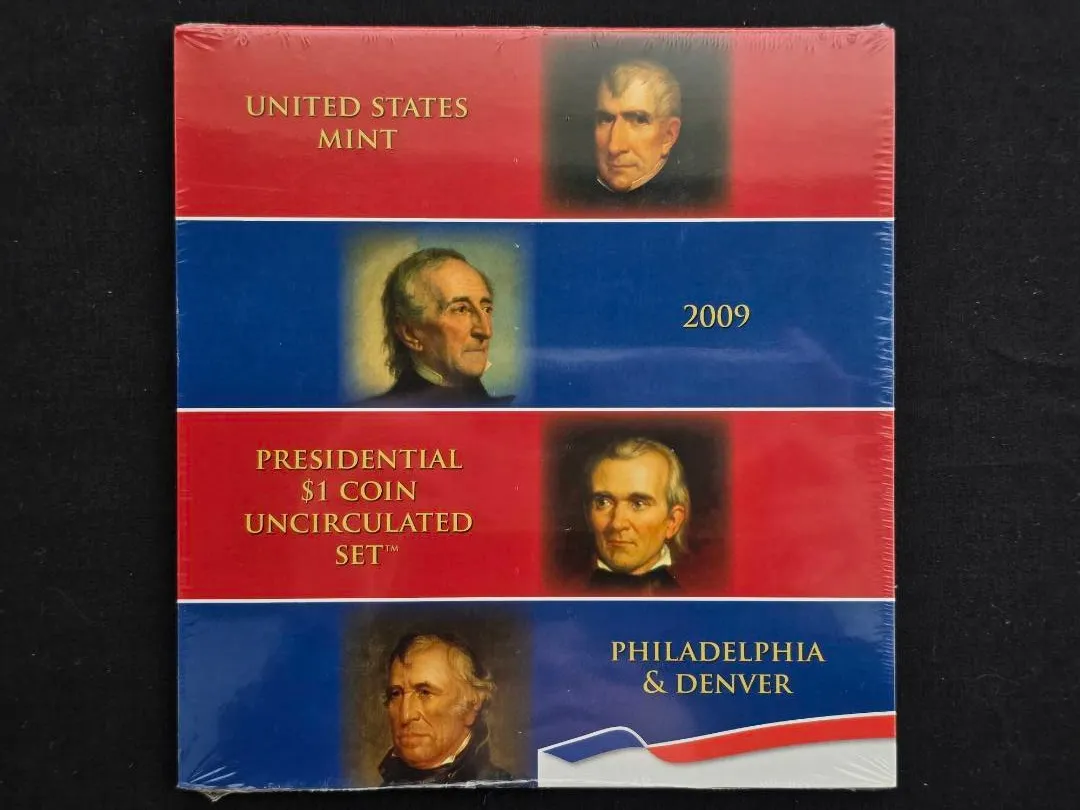 UNITED STATES
MINT
2009
PRESIDENTIAL
$1 COIN
UNCIRCULATED
SET™
PHILADELPHIA
& DENVER